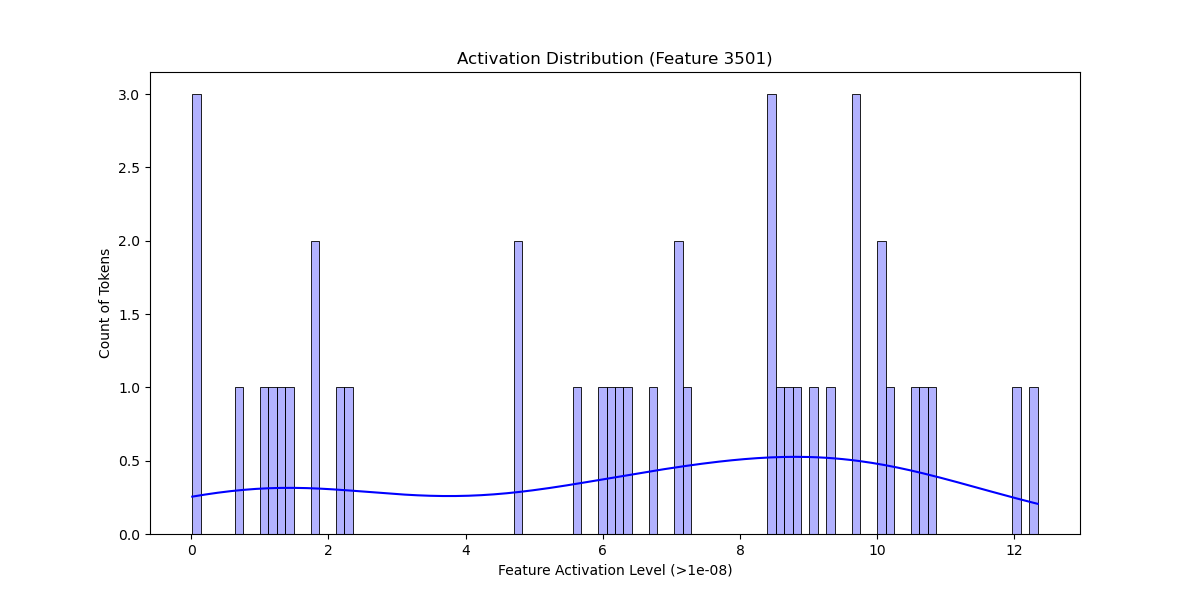 Activation Distribution (Feature 3501)
3.0
2.5
2.0
1.5
1.0
0.5
0.0
Count of Tokens
0 2 4 6 8 10 12
Feature Activation Level (>1e-08)